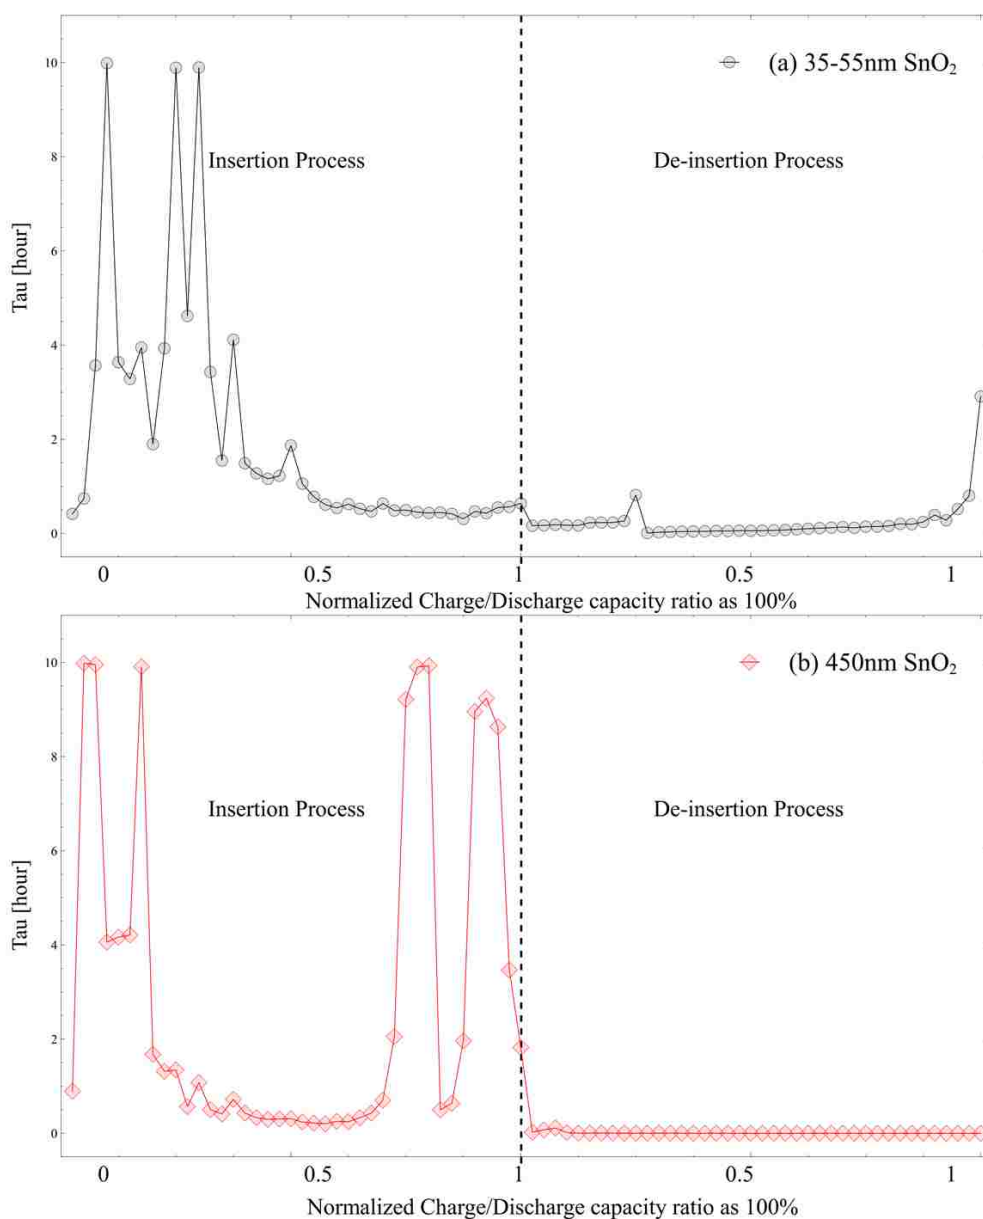 (a) 35-55nm SnO₂
10
Insertion Process
De-insertion Process
8
6
Tau [hour]
4
2
0
0
0.5
1
0.5
1
Normalized Charge/Discharge capacity ratio as 100%
(b) 450nm SnO₂
10
8
Insertion Process
De-insertion Process
6
Tau [hour]
4
2
0
0
0.5
1
0.5
1
Normalized Charge/Discharge capacity ratio as 100%